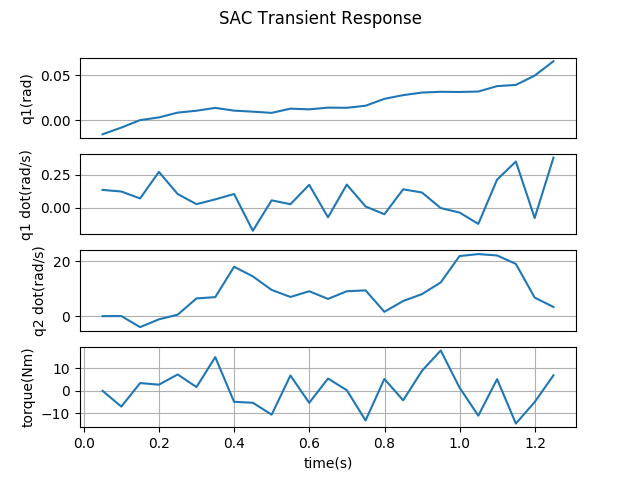 SAC Transient Response
q1(rad)
0.05
0.00
q1 dot(rad/s)
0.25
0.00
q2 dot(rad/s)
20
0
torque(Nm)
10
0
−10
0.0 0.2 0.4 0.6 0.8 1.0 1.2
time(s)